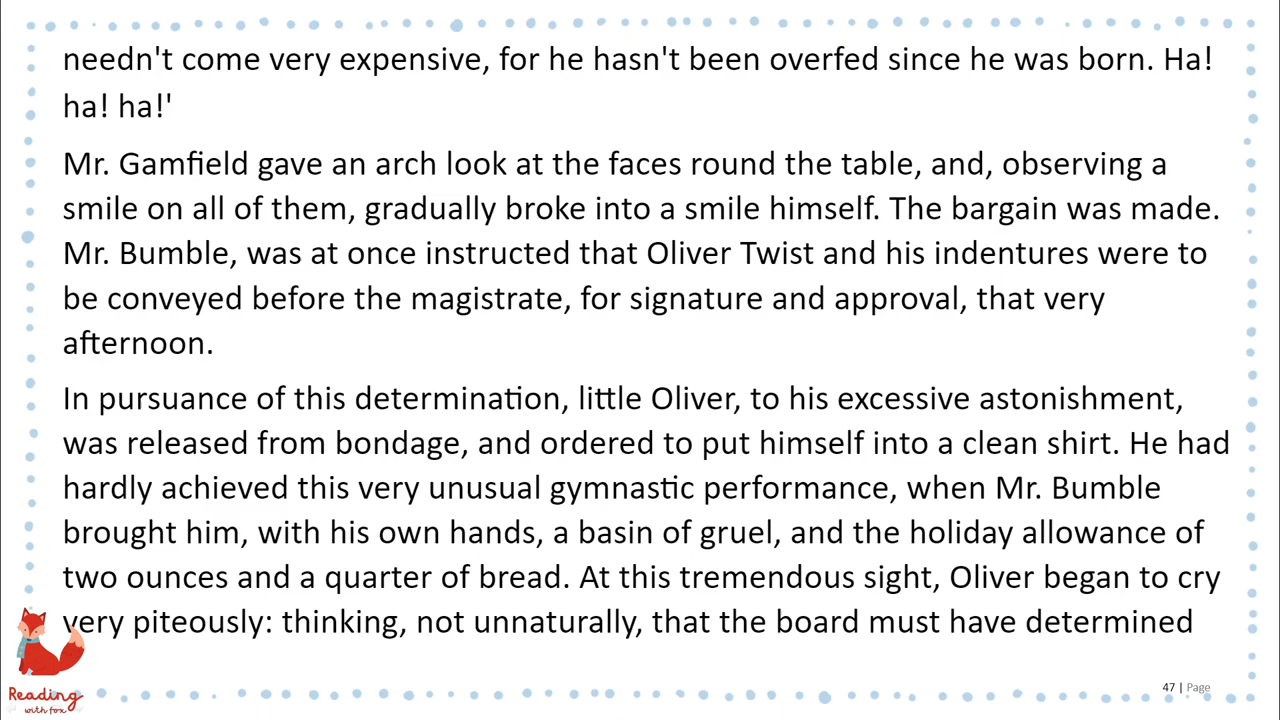 needn't come very expensive, for he hasn't been overfed since he was born. Ha!
ha! ha!'
Mr. Gamfield gave an arch look at the faces round the table, and, observing a
smile on all of them, gradually broke into a smile himself. The bargain was made.
Mr. Bumble, was at once instructed that Oliver Twist and his indentures were to
be conveyed before the magistrate, for signature and approval, that very
afternoon.
In pursuance of this determination, little Oliver, to his excessive astonishment,
was released from bondage, and ordered to put himself into a clean shirt. He had
hardly achieved this very unusual gymnastic performance, when Mr. Bumble
brought him, with his own hands, a basin of gruel, and the holiday allowance of
two ounces and a quarter of bread. At this tremendous sight, Oliver began to cry
very piteously: thinking, not unnaturally, that the board must have determined
47 | Page
Reading
with fox